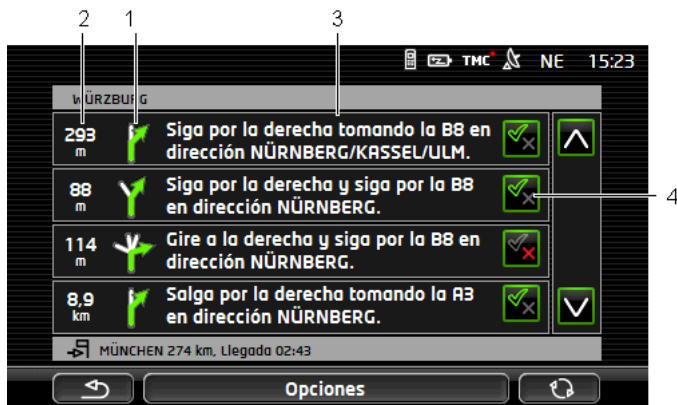 2 1 3
TMC NE 15:23
WÜRZBURG
293 m
Siga por la derecha tomando la B8 en
dirección NÜRNBERG/KASSEL/ULM.
88 m
Siga por la derecha y siga por la B8
en dirección NÜRNBERG.
4
114 m
Gire a la derecha y siga por la B8 en
dirección NÜRNBERG.
8,9 km
Salga por la derecha tomando la A3
en dirección NÜRNBERG.
MÜNCHEN 274 km, Llegada 02:43
Opciones